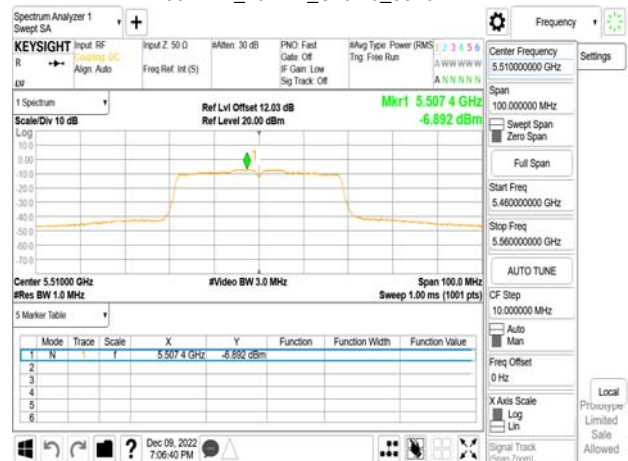 Spectrum Analyzer 1
Swept SA
Frequency
KEYSIGHT
Input: RF
Coupling: DC
Align: Auto
Input Z: 50 Ω
Freq Ref: Int (S)
#Atten: 30 dB
PNO: Fast
Gate: Off
IF Gain: Low
Sig Track: Off
#Avg Type: Power (RMS)
Trig: Free Run
1 2 3 4 5 6
A W W W W W
A N N N N N
R
LXI
1 Spectrum
Scale/Div 10 dB
Ref Lvl Offset 12.03 dB
Ref Level 20.00 dBm
Mkr1 5.507 4 GHz
-6.892 dBm
Log
10.0
0.00
-10.0
-20.0
-30.0
-40.0
-50.0
-60.0
-70.0
1
Center 5.51000 GHz
#Res BW 1.0 MHz
#Video BW 3.0 MHz
Span 100.0 MHz
Sweep 1.00 ms (1001 pts)
5 Marker Table
Mode Trace Scale X Y Function Function Width Function Value
1 N 1 f 5.507 4 GHz -6.892 dBm
2
3
4
5
6
Dec 09, 2022
7:06:40 PM
Center Frequency
5.510000000 GHz
Settings
Span
100.000000 MHz
Swept Span
Zero Span
Full Span
Start Freq
5.460000000 GHz
Stop Freq
5.560000000 GHz
AUTO TUNE
CF Step
10.000000 MHz
Auto
Man
Freq Offset
0 Hz
X Axis Scale
Log
Lin
Signal Track
(Span Zoom)
Local
Prototype
Limited
Sale
Allowed